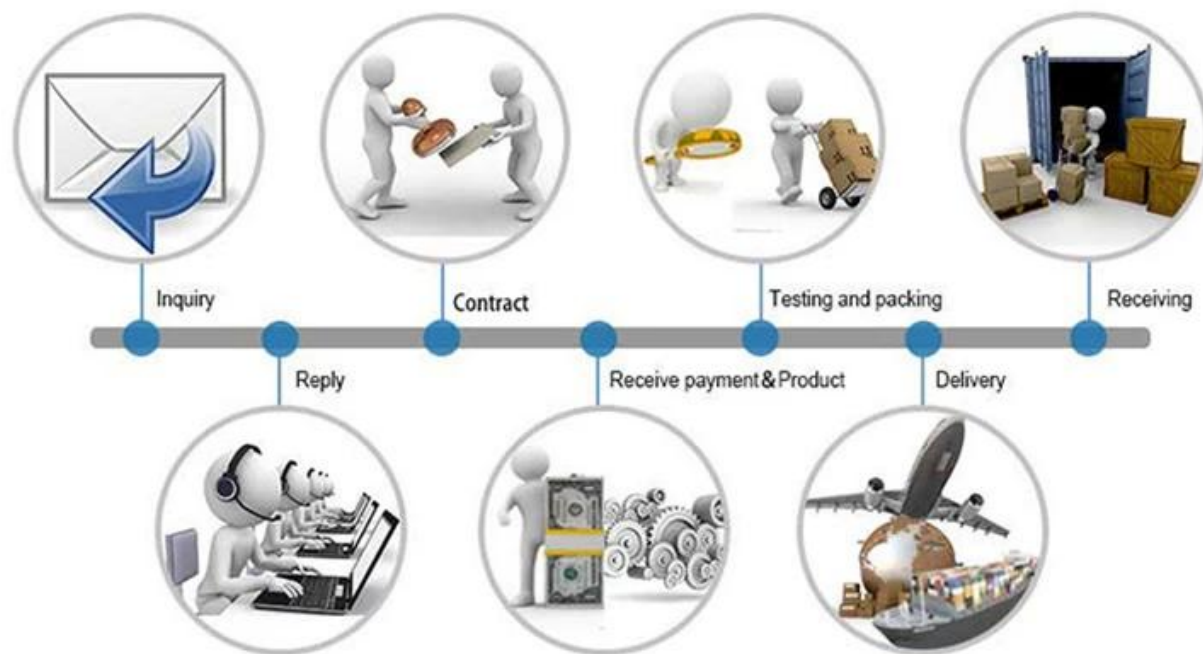 Inquiry
Contract
Testing and packing
Receiving
Reply
Receive payment&Product
Delivery